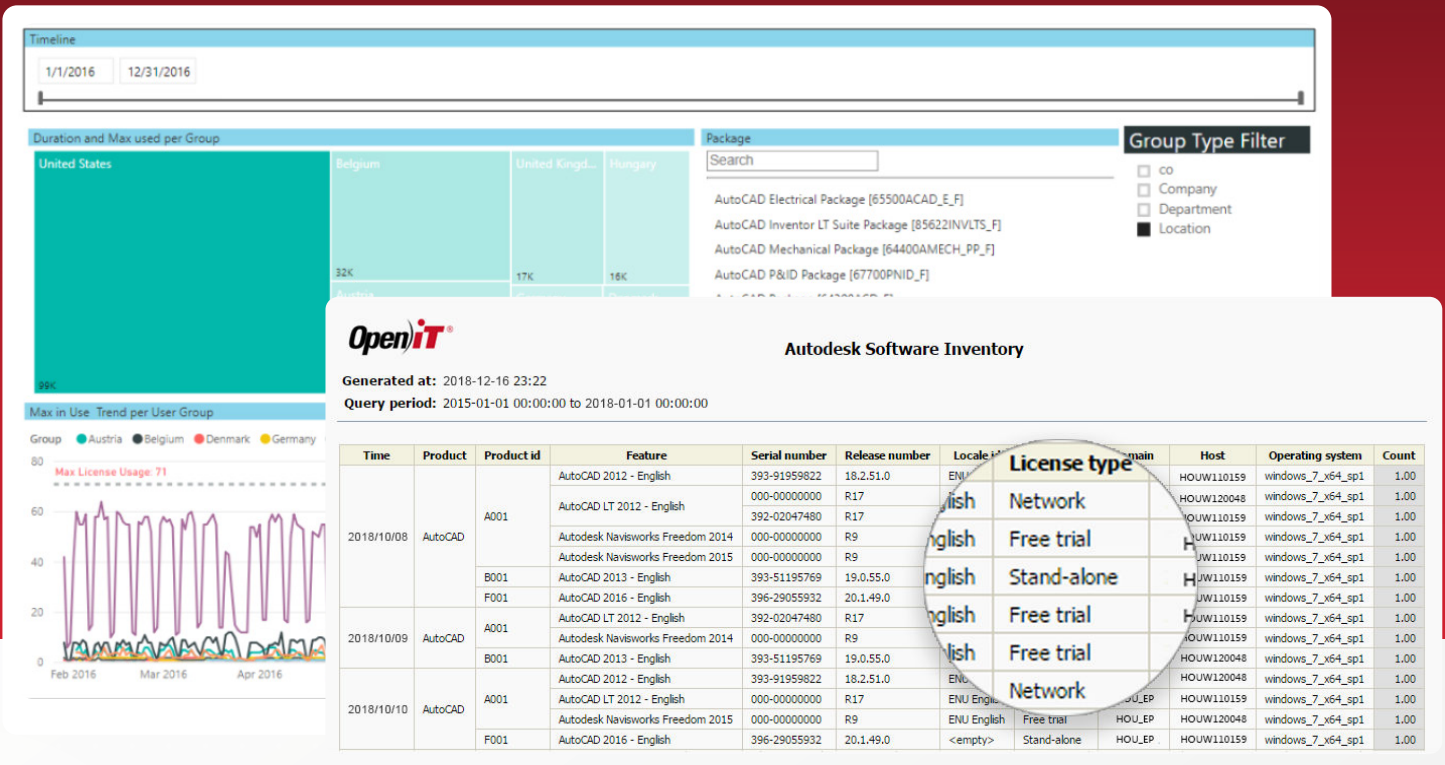 Timeline
1/1/2016 12/31/2016
Duration and Max used per Group
United States Belgium United Kingd... Hungary
32K 17K 16K
Austria
99K
Package
Search
AutoCAD Electrical Package [65500ACAD_E_F]
AutoCAD Inventor LT Suite Package [85622INVLTS_F]
AutoCAD Mechanical Package [64400AMECH_PP_F]
AutoCAD P&ID Package [67700PNID_F]
Group Type Filter
co
Company
Department
Location
Max in Use Trend per User Group
Group Austria Belgium Denmark Germany
Max License Usage: 71
80
60
40
20
0
Feb 2016 Mar 2016 Apr 2016
Open iT®
Autodesk Software Inventory
Generated at: 2018-12-16 23:22
Query period: 2015-01-01 00:00:00 to 2018-01-01 00:00:00
Time Product Product id Feature Serial number Release number Locale License type Host Operating system Count
2018/10/08 AutoCAD A001 AutoCAD 2012 - English 393-91959822 18.2.51.0 HOUW110159 windows_7_x64_sp1 1.00
AutoCAD LT 2012 - English 000-00000000 R17 Network HOUW120048 windows_7_x64_sp1 1.00
392-02047480 R17 windows_7_x64_sp1 1.00
Autodesk Navisworks Freedom 2014 000-00000000 R9 Free trial windows_7_x64_sp1 1.00
Autodesk Navisworks Freedom 2015 000-00000000 R9 windows_7_x64_sp1 1.00
B001 AutoCAD 2013 - English 393-51195769 19.0.55.0 Stand-alone windows_7_x64_sp1 1.00
F001 AutoCAD 2016 - English 396-29055932 20.1.49.0 windows_7_x64_sp1 1.00
2018/10/09 AutoCAD A001 AutoCAD LT 2012 - English 392-02047480 R17 Free trial windows_7_x64_sp1 1.00
Autodesk Navisworks Freedom 2014 000-00000000 R9 windows_7_x64_sp1 1.00
B001 AutoCAD 2013 - English 393-51195769 19.0.55.0 Free trial HOUW120048 windows_7_x64_sp1 1.00
2018/10/10 AutoCAD A001 AutoCAD 2012 - English 393-91959822 18.2.51.0 Network HOUW120048 windows_7_x64_sp1 1.00
AutoCAD LT 2012 - English 000-00000000 R17 ENU HOUW110159 windows_7_x64_sp1 1.00
Autodesk Navisworks Freedom 2015 000-00000000 R9 ENU English Free trial HOU_EP HOUW120048 windows_7_x64_sp1 1.00
F001 AutoCAD 2016 - English 396-29055932 20.1.49.0 <empty> Stand-alone HOU_EP HOUW110159 windows_7_x64_sp1 1.00